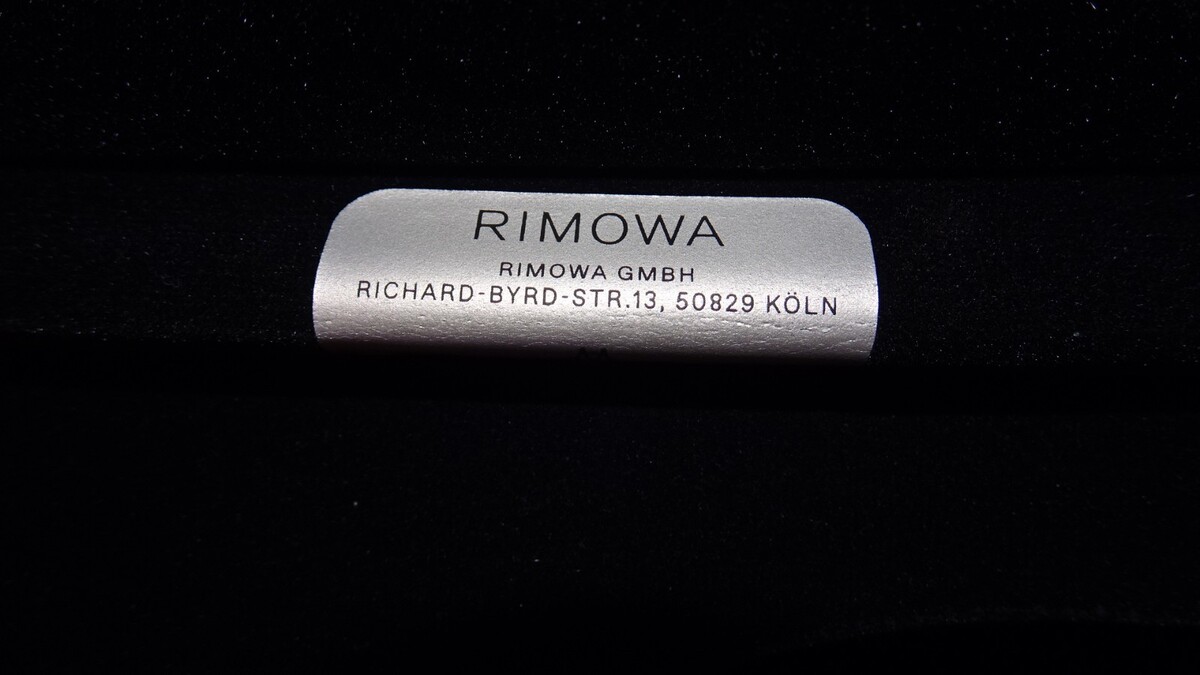 RIMOWA
RIMOWA GMBH
RICHARD-BYRD-STR.13, 50829 KÖLN